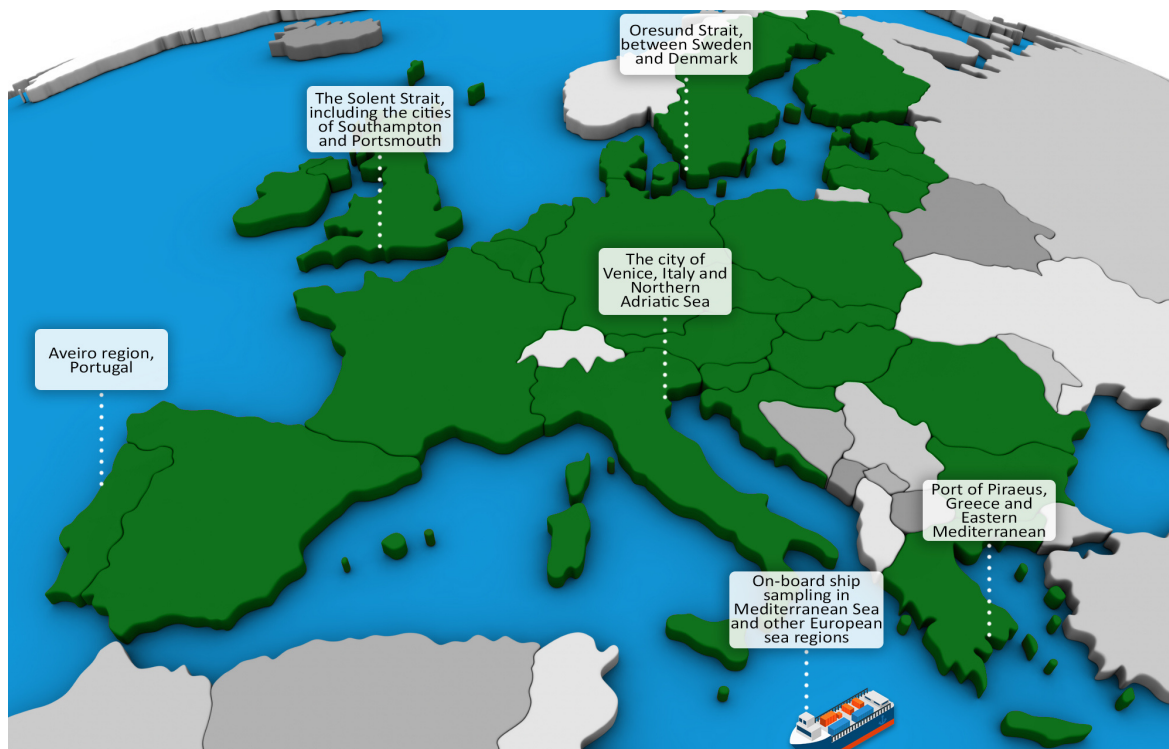 Oresund Strait,
between Sweden
and Denmark
The Solent Strait,
including the cities
of Southampton
and Portsmouth
The city of
Venice, Italy and
Northern
Adriatic Sea
Aveiro region,
Portugal
Port of Piraeus,
Greece and
Eastern
Mediterranean
On-board ship
sampling in
Mediterranean Sea
and other European
sea regions